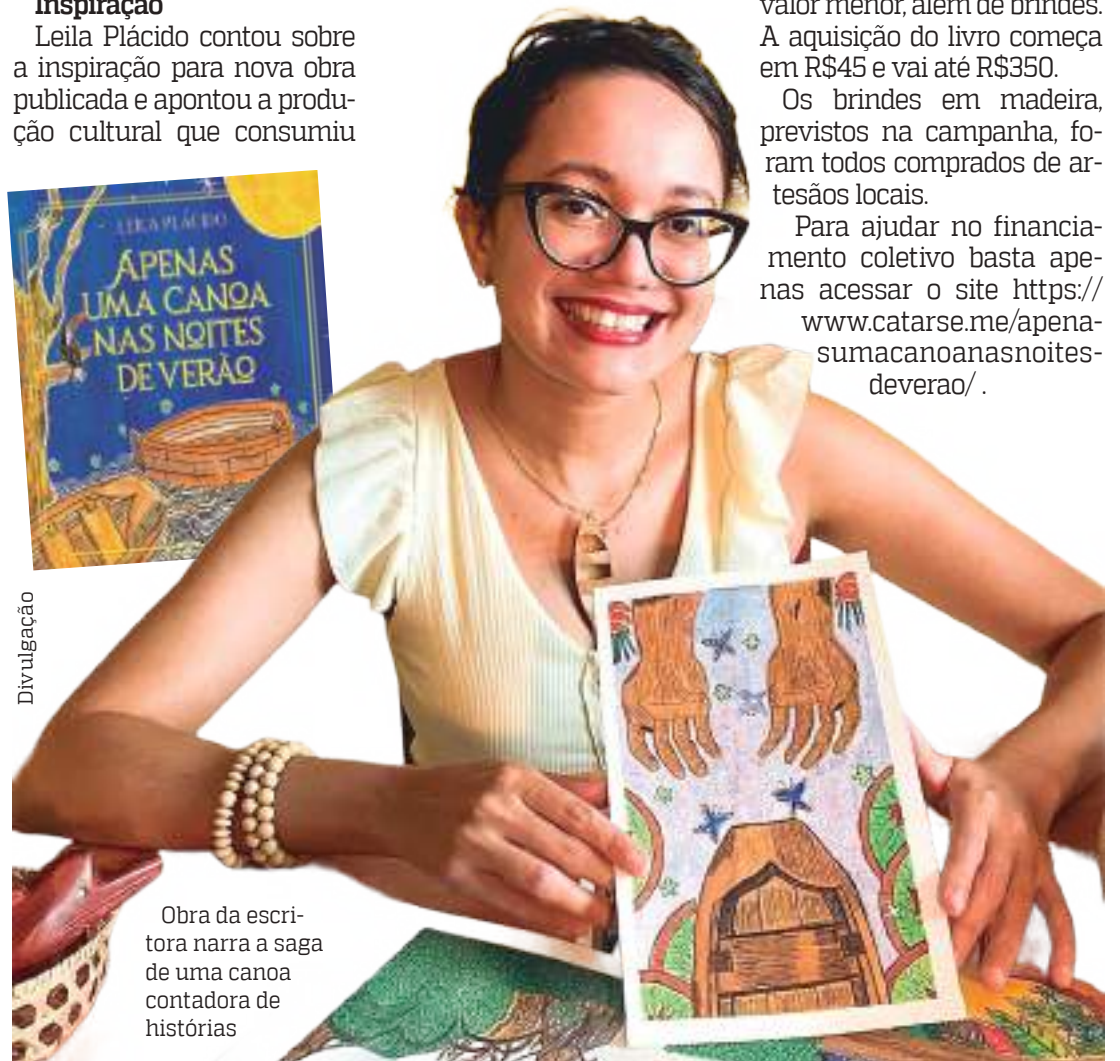 Inspiração
Leila Plácido contou sobre
a inspiração para nova obra
publicada e apontou a produ-
ção cultural que consumiu
LEILA PLÁCIDO
APENAS
UMA CANOA
NAS NOITES
DE VERÃO
Divulgação
Obra da escri-
tora narra a saga
de uma canoa
contadora de
histórias
valor menor, além de brindes.
A aquisição do livro começa
em R$45 e vai até R$350.
Os brindes em madeira,
previstos na campanha, fo-
ram todos comprados de ar-
tesãos locais.
Para ajudar no financia-
mento coletivo basta ape-
nas acessar o site https://
www.catarse.me/apena-
sumacanoanasnoites-
deverao/ .